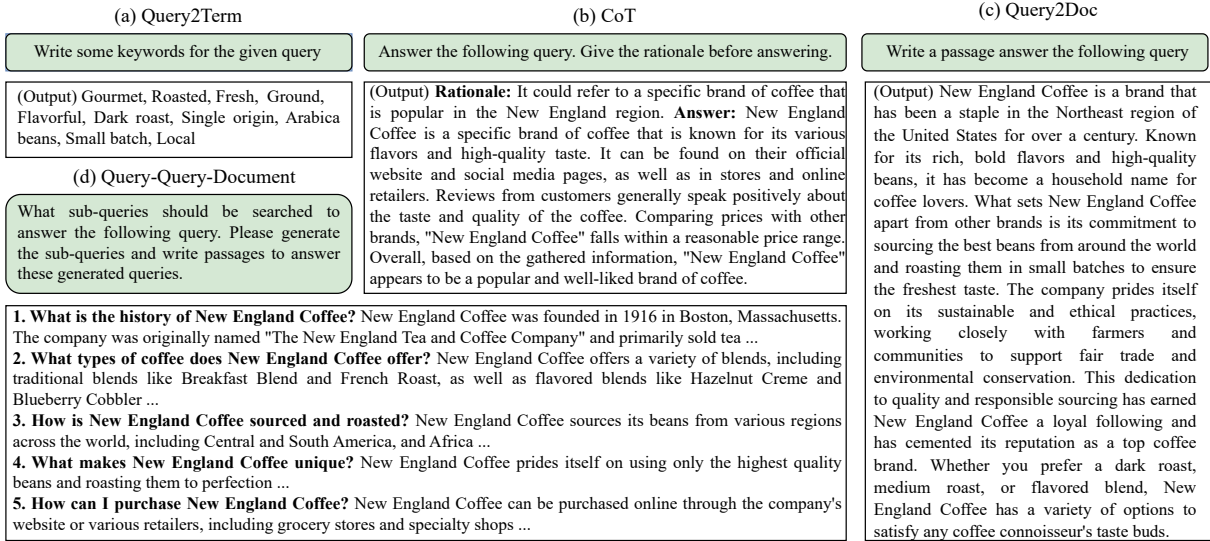 (a) Query2Term
Write some keywords for the given query
(Output) Gourmet, Roasted, Fresh, Ground,
Flavorful, Dark roast, Single origin, Arabica
beans, Small batch, Local
(b) CoT
Answer the following query. Give the rationale before answering.
(Output) Rationale: It could refer to a specific brand of coffee that
is popular in the New England region. Answer: New England
Coffee is a specific brand of coffee that is known for its various
flavors and high-quality taste. It can be found on their official
website and social media pages, as well as in stores and online
retailers. Reviews from customers generally speak positively about
the taste and quality of the coffee. Comparing prices with other
brands, "New England Coffee" falls within a reasonable price range.
Overall, based on the gathered information, "New England Coffee"
appears to be a popular and well-liked brand of coffee.
(c) Query2Doc
Write a passage answer the following query
(Output) New England Coffee is a brand that
has been a staple in the Northeast region of
the United States for over a century. Known
for its rich, bold flavors and high-quality
beans, it has become a household name for
coffee lovers. What sets New England Coffee
apart from other brands is its commitment to
sourcing the best beans from around the world
and roasting them in small batches to ensure
the freshest taste. The company prides itself
on its sustainable and ethical practices,
working closely with farmers and
communities to support fair trade and
environmental conservation. This dedication
to quality and responsible sourcing has earned
New England Coffee a loyal following and
has cemented its reputation as a top coffee
brand. Whether you prefer a dark roast,
medium roast, or flavored blend, New
England Coffee has a variety of options to
satisfy any coffee connoisseur's taste buds.
(d) Query-Query-Document
What sub-queries should be searched to
answer the following query. Please generate
the sub-queries and write passages to answer
these generated queries.
1. What is the history of New England Coffee? New England Coffee was founded in 1916 in Boston, Massachusetts.
The company was originally named "The New England Tea and Coffee Company" and primarily sold tea ...
2. What types of coffee does New England Coffee offer? New England Coffee offers a variety of blends, including
traditional blends like Breakfast Blend and French Roast, as well as flavored blends like Hazelnut Creme and
Blueberry Cobbler ...
3. How is New England Coffee sourced and roasted? New England Coffee sources its beans from various regions
across the world, including Central and South America, and Africa ...
4. What makes New England Coffee unique? New England Coffee prides itself on using only the highest quality
beans and roasting them to perfection ...
5. How can I purchase New England Coffee? New England Coffee can be purchased online through the company's
website or various retailers, including grocery stores and specialty shops ...